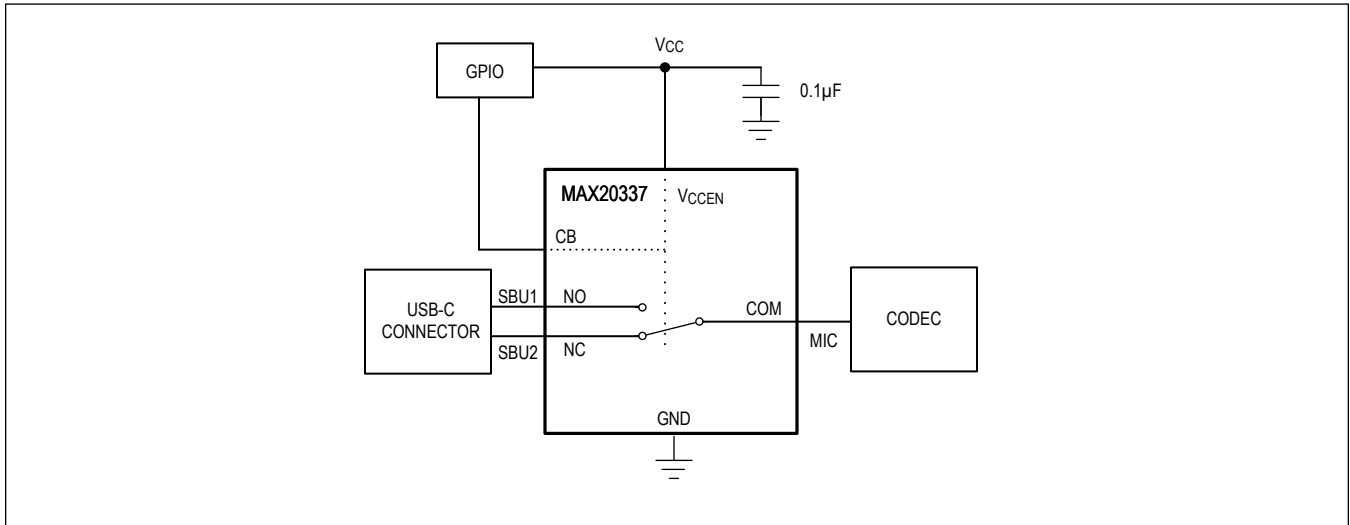 VCC
GPIO
0.1µF
MAX20337
VCCEN
CB
USB-C
CONNECTOR
SBU1
NO
SBU2
NC
COM
MIC
CODEC
GND